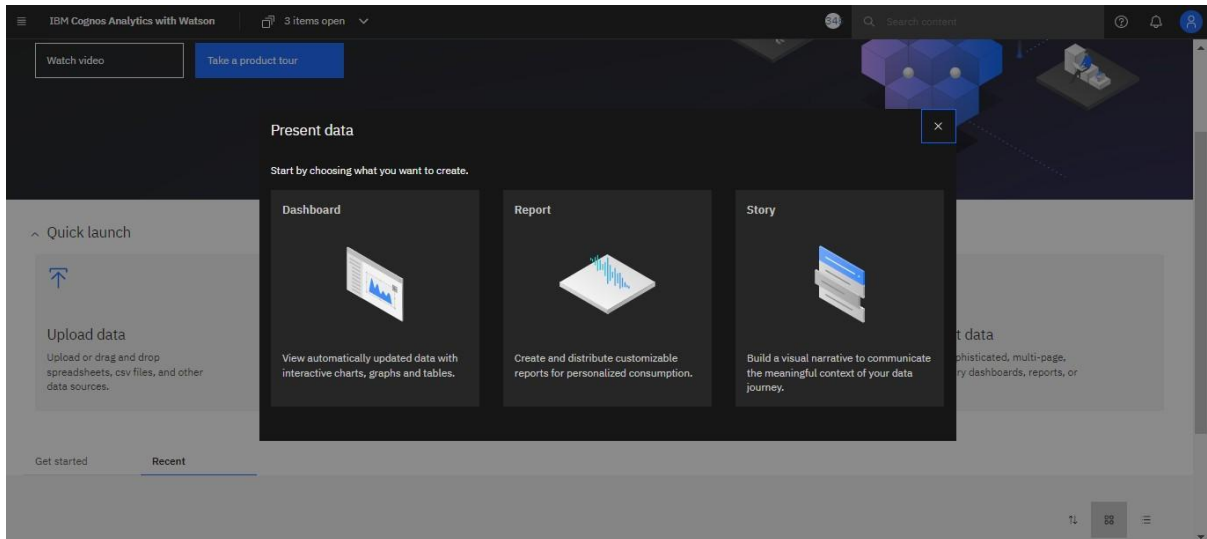 IBM Cognos Analytics with Watson
3 items open
34
Search content
Watch video
Take a product tour
Present data
Start by choosing what you want to create.
Dashboard
Report
Story
View automatically updated data with
interactive charts, graphs and tables.
Create and distribute customizable
reports for personalized consumption.
Build a visual narrative to communicate
the meaningful context of your data
journey.
Quick launch
Upload data
Upload or drag and drop
spreadsheets, csv files, and other
data sources.
t data
phisticated, multi-page,
ry dashboards, reports, or
Get started
Recent